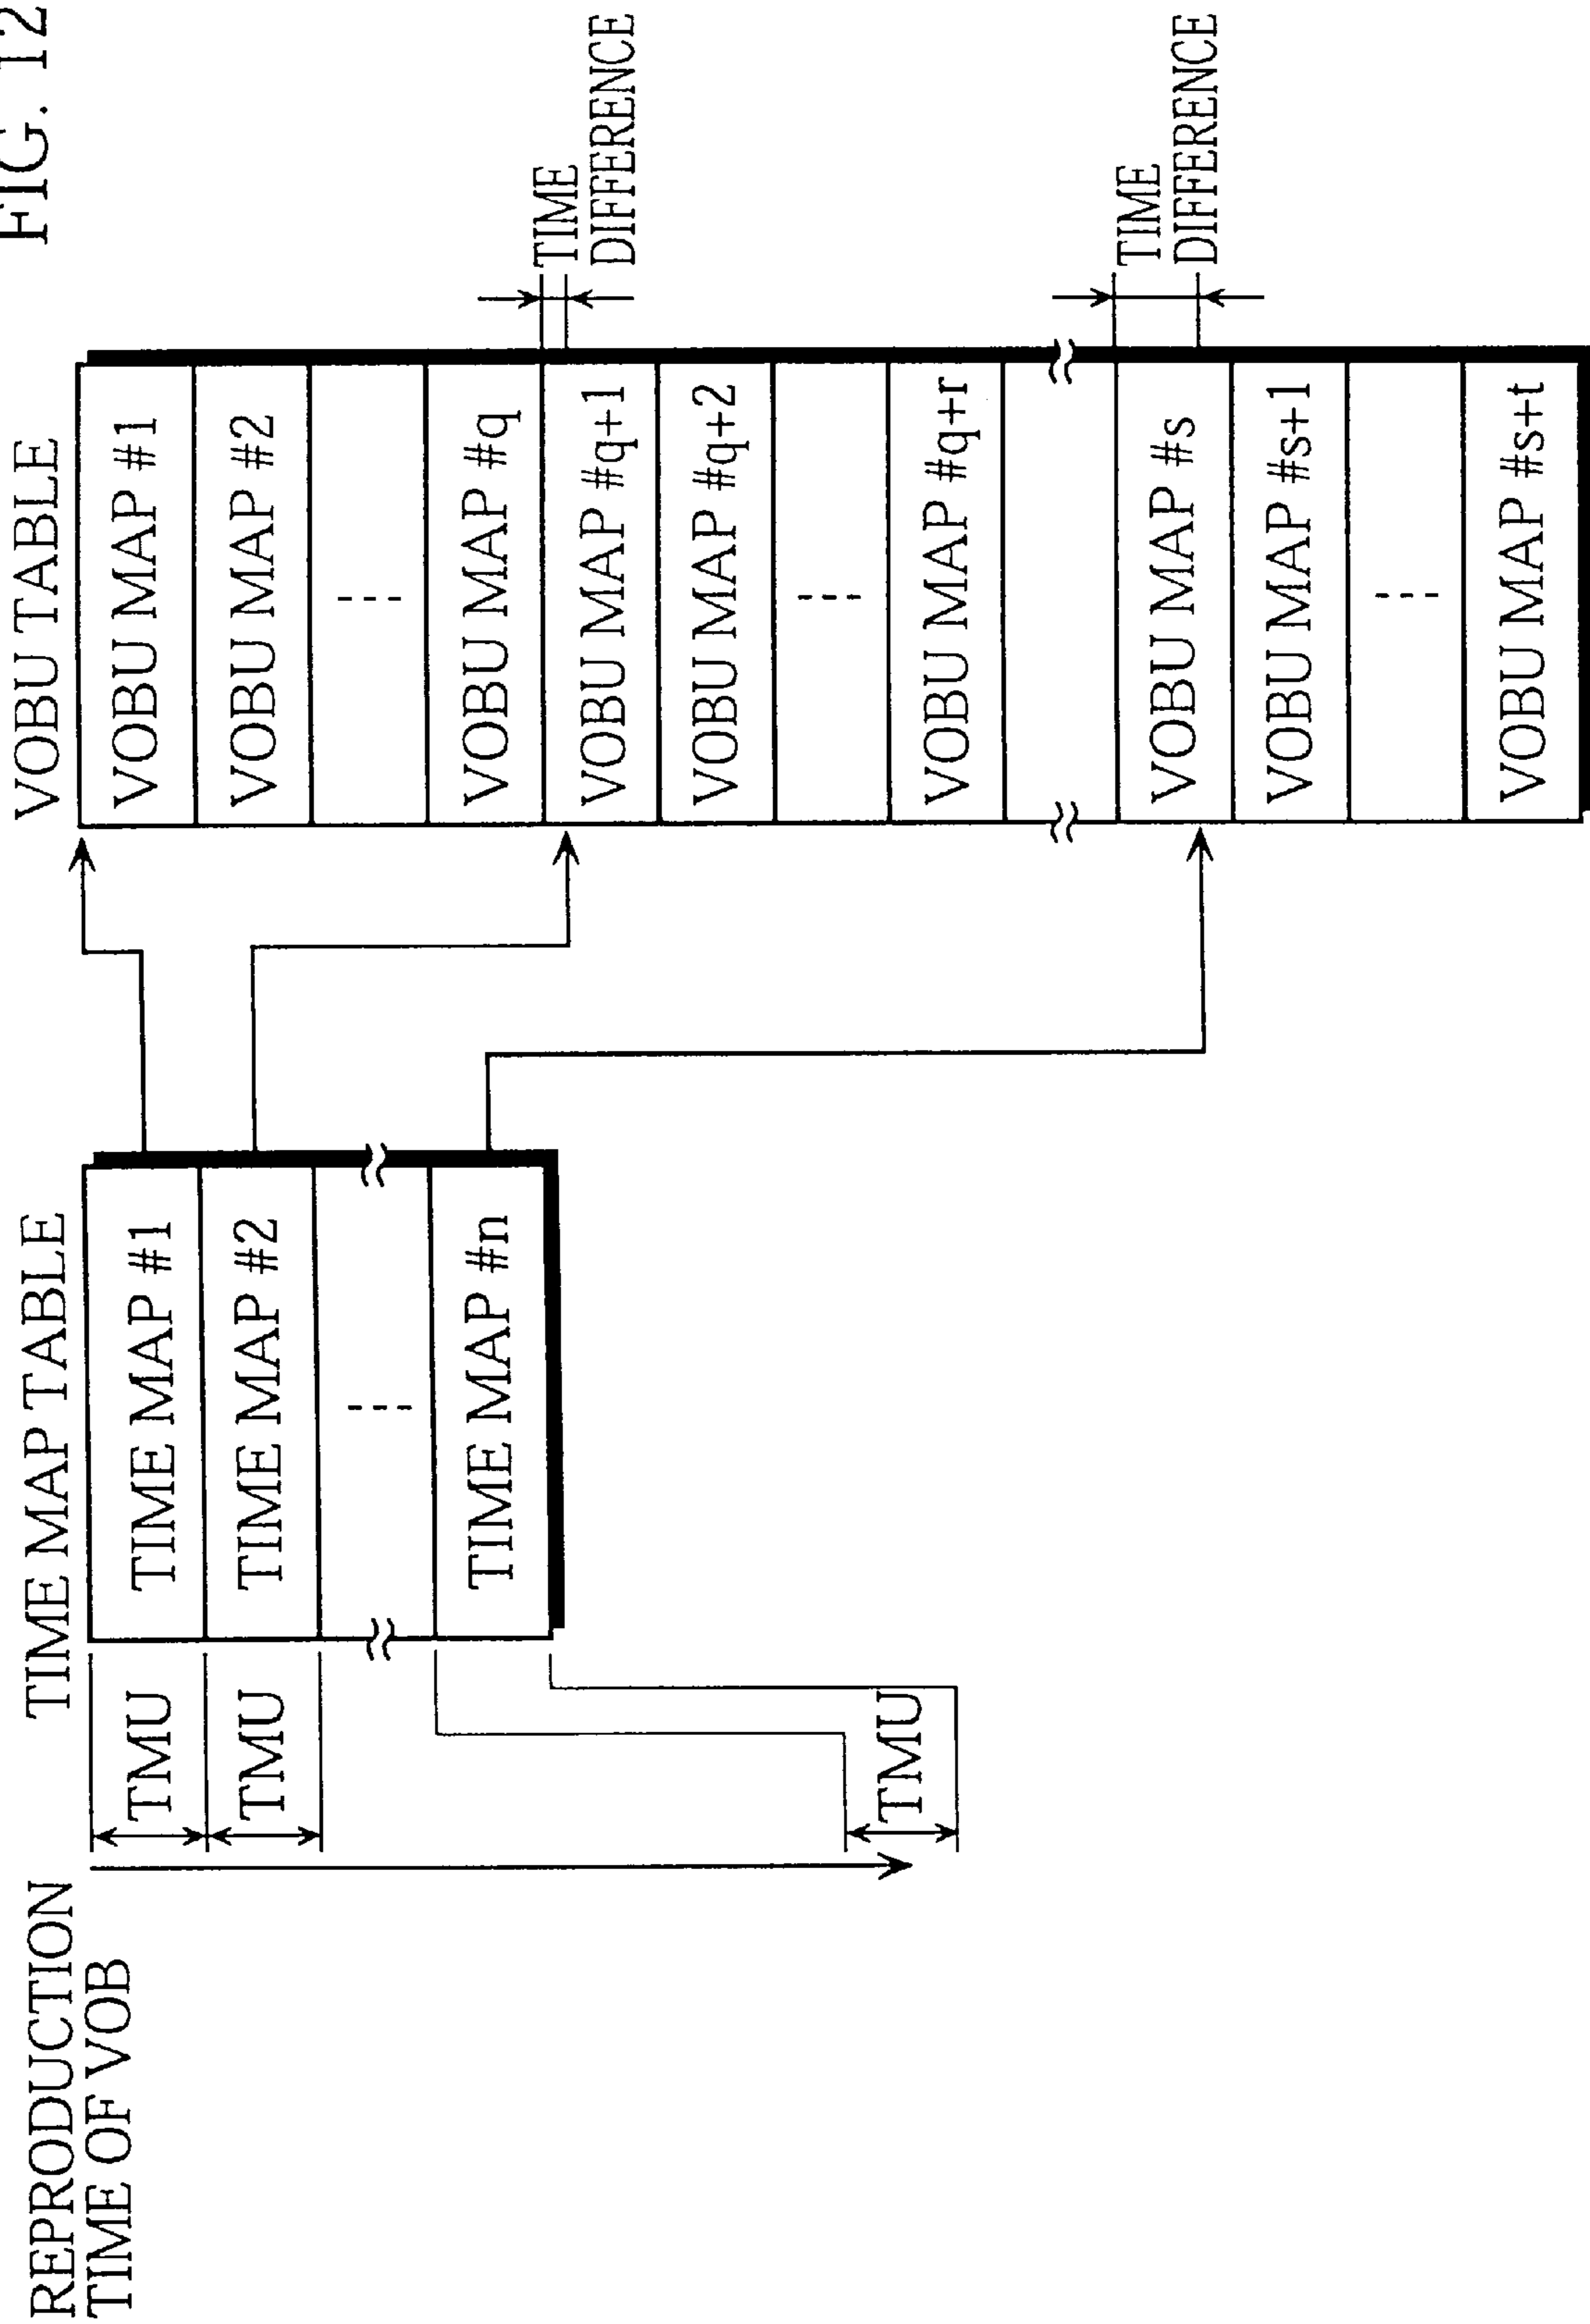 FIG. 12
REPRODUCTION
TIME OF VOB
TIME MAP TABLE
TMU
TMU
TMU
TIME MAP #1
TIME MAP #2
---
TIME MAP #n
VOBU TABLE
VOBU MAP #1
VOBU MAP #2
---
VOBU MAP #q
VOBU MAP #q+1
VOBU MAP #q+2
---
VOBU MAP #q+r
VOBU MAP #s
VOBU MAP #s+1
---
VOBU MAP #s+t
TIME
DIFFERENCE
TIME
DIFFERENCE